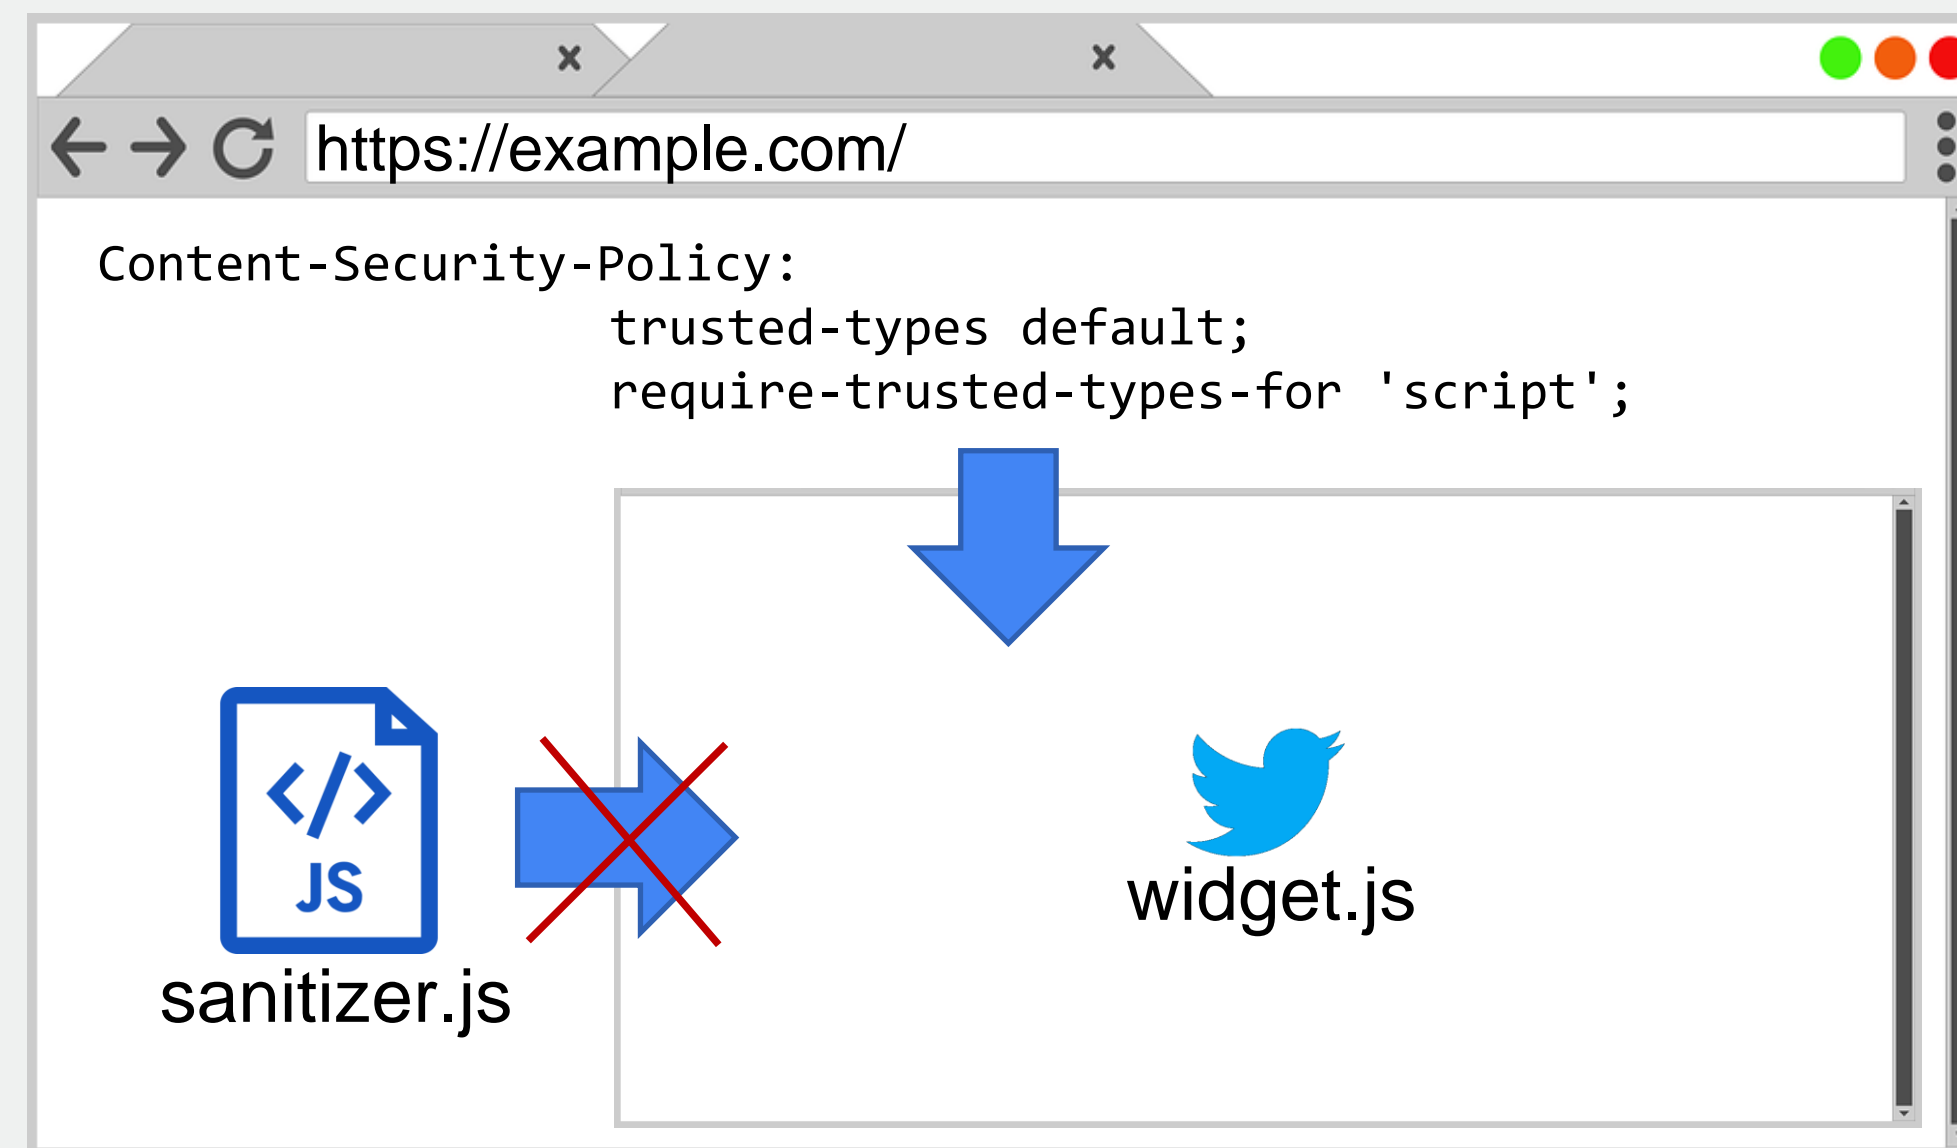 https://example.com/
Content-Security-Policy:
trusted-types default;
require-trusted-types-for 'script';
</>
JS
widget.js
sanitizer.js